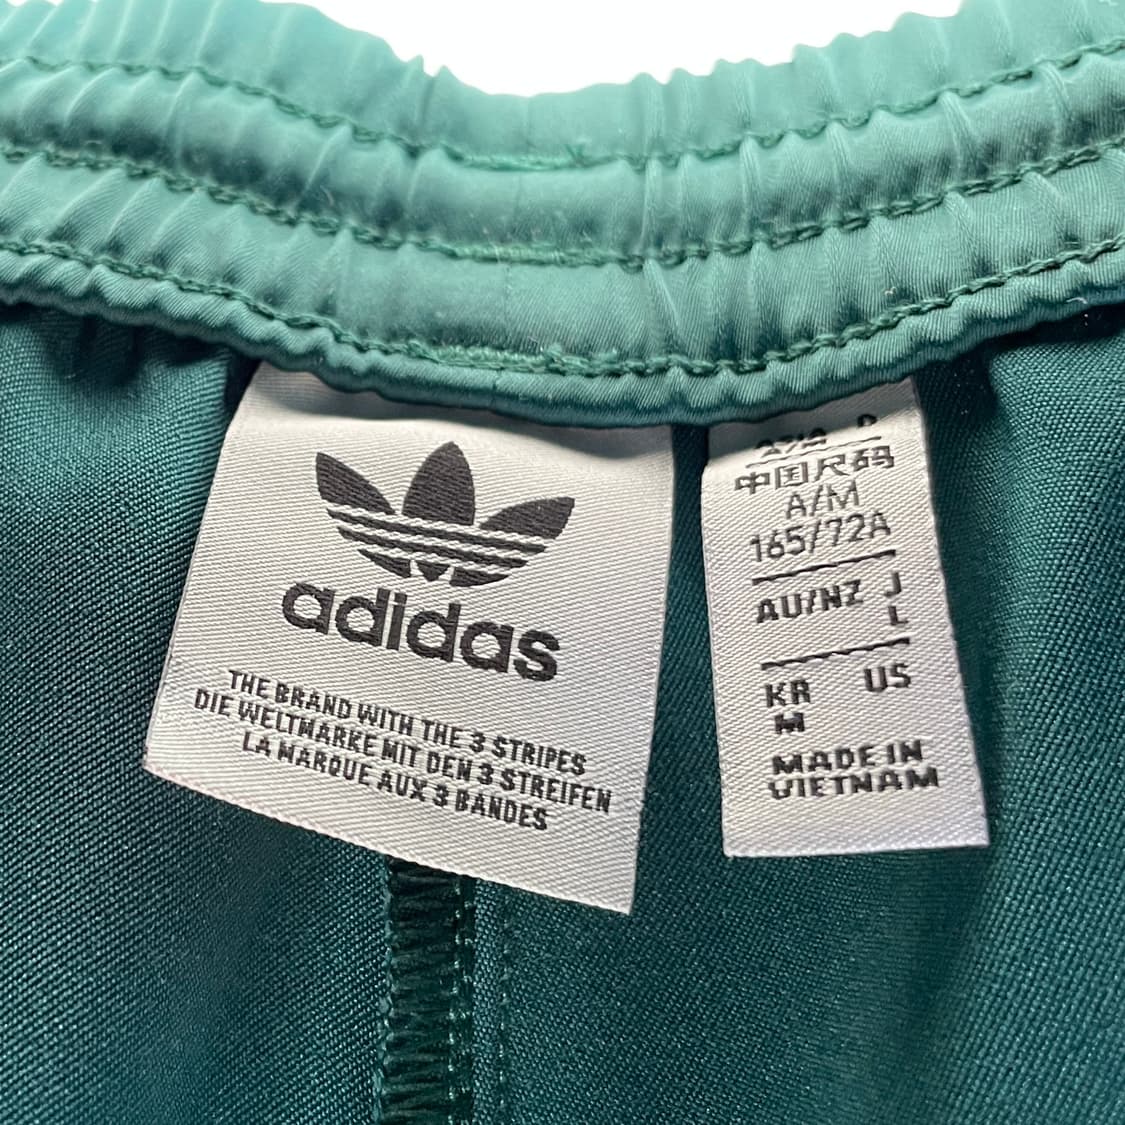 adidas
THE BRAND WITH THE 3 STRIPES
DIE WELTMARKE MIT DEN 3 STREIFEN
LA MARQUE AUX 3 BANDES
中国尺码
A/M
165/72A
AU/NZ J
L
KR US
M
MADE IN
VIETNAM